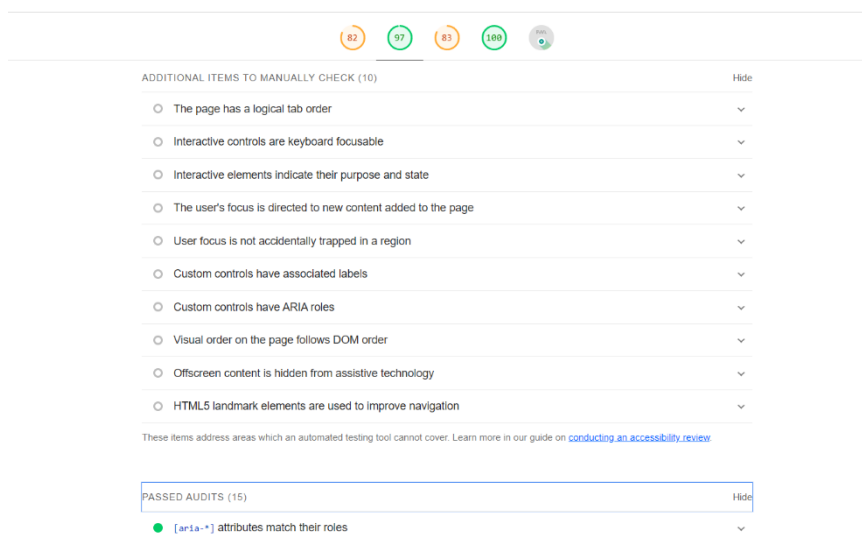 82 97 83 100
ADDITIONAL ITEMS TO MANUALLY CHECK (10) Hide
The page has a logical tab order
Interactive controls are keyboard focusable
Interactive elements indicate their purpose and state
The user's focus is directed to new content added to the page
User focus is not accidentally trapped in a region
Custom controls have associated labels
Custom controls have ARIA roles
Visual order on the page follows DOM order
Offscreen content is hidden from assistive technology
HTML5 landmark elements are used to improve navigation
These items address areas which an automated testing tool cannot cover. Learn more in our guide on conducting an accessibility review.
PASSED AUDITS (15) Hide
[aria-*] attributes match their roles